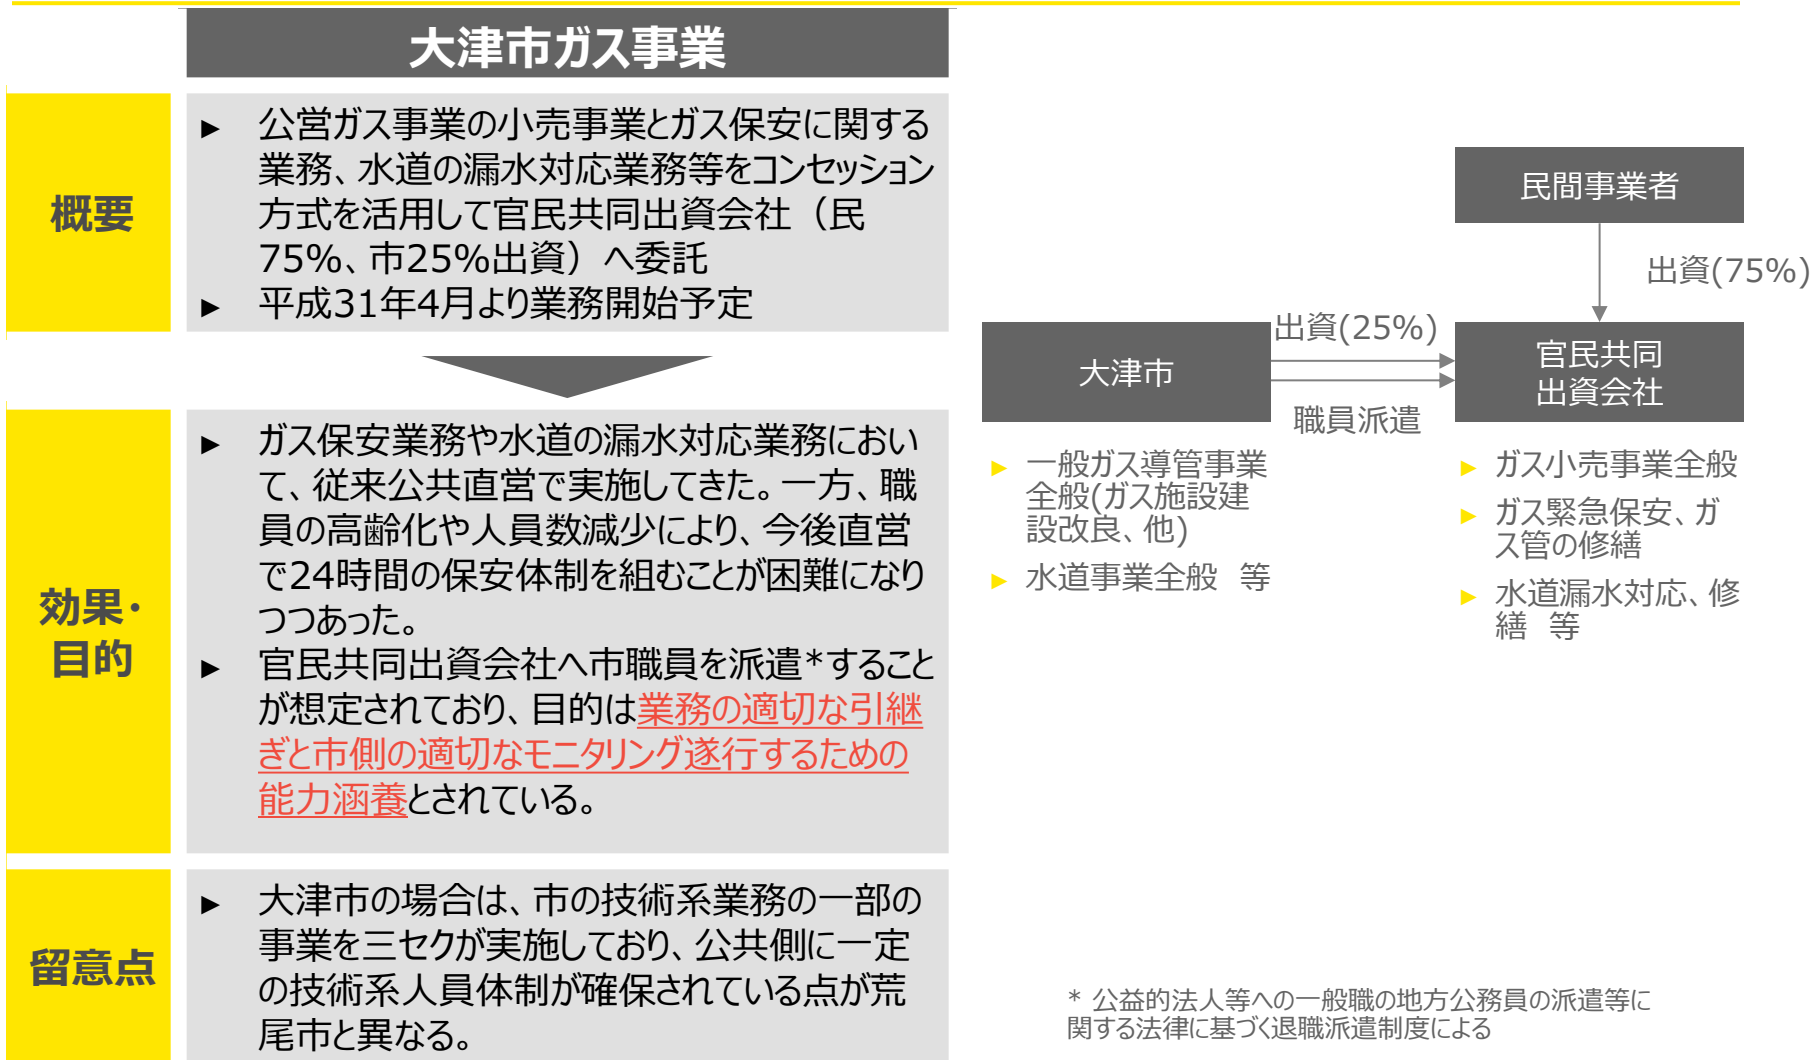 大津市ガス事業
概要
► 公営ガス事業の小売事業とガス保安に関する
業務、水道の漏水対応業務等をコンセッション
方式を活用して官民共同出資会社（民
75%、市25%出資）へ委託
► 平成31年4月より業務開始予定
効果・
目的
► ガス保安業務や水道の漏水対応業務におい
て、従来公共直営で実施してきた。一方、職
員の高齢化や人員数減少により、今後直営
で24時間の保安体制を組むことが困難になり
つつあった。
► 官民共同出資会社へ市職員を派遣*すること
が想定されており、目的は業務の適切な引継
ぎと市側の適切なモニタリング遂行するための
能力涵養とされている。
留意点
► 大津市の場合は、市の技術系業務の一部の
事業を三セクが実施しており、公共側に一定
の技術系人員体制が確保されている点が荒
尾市と異なる。
民間事業者
出資(75%)
出資(25%)
大津市
官民共同
出資会社
職員派遣
► 一般ガス導管事業
全般(ガス施設建
設改良、他)
► 水道事業全般 等
► ガス小売事業全般
► ガス緊急保安、ガ
ス管の修繕
► 水道漏水対応、修
繕 等
* 公益的法人等への一般職の地方公務員の派遣等に
関する法律に基づく退職派遣制度による